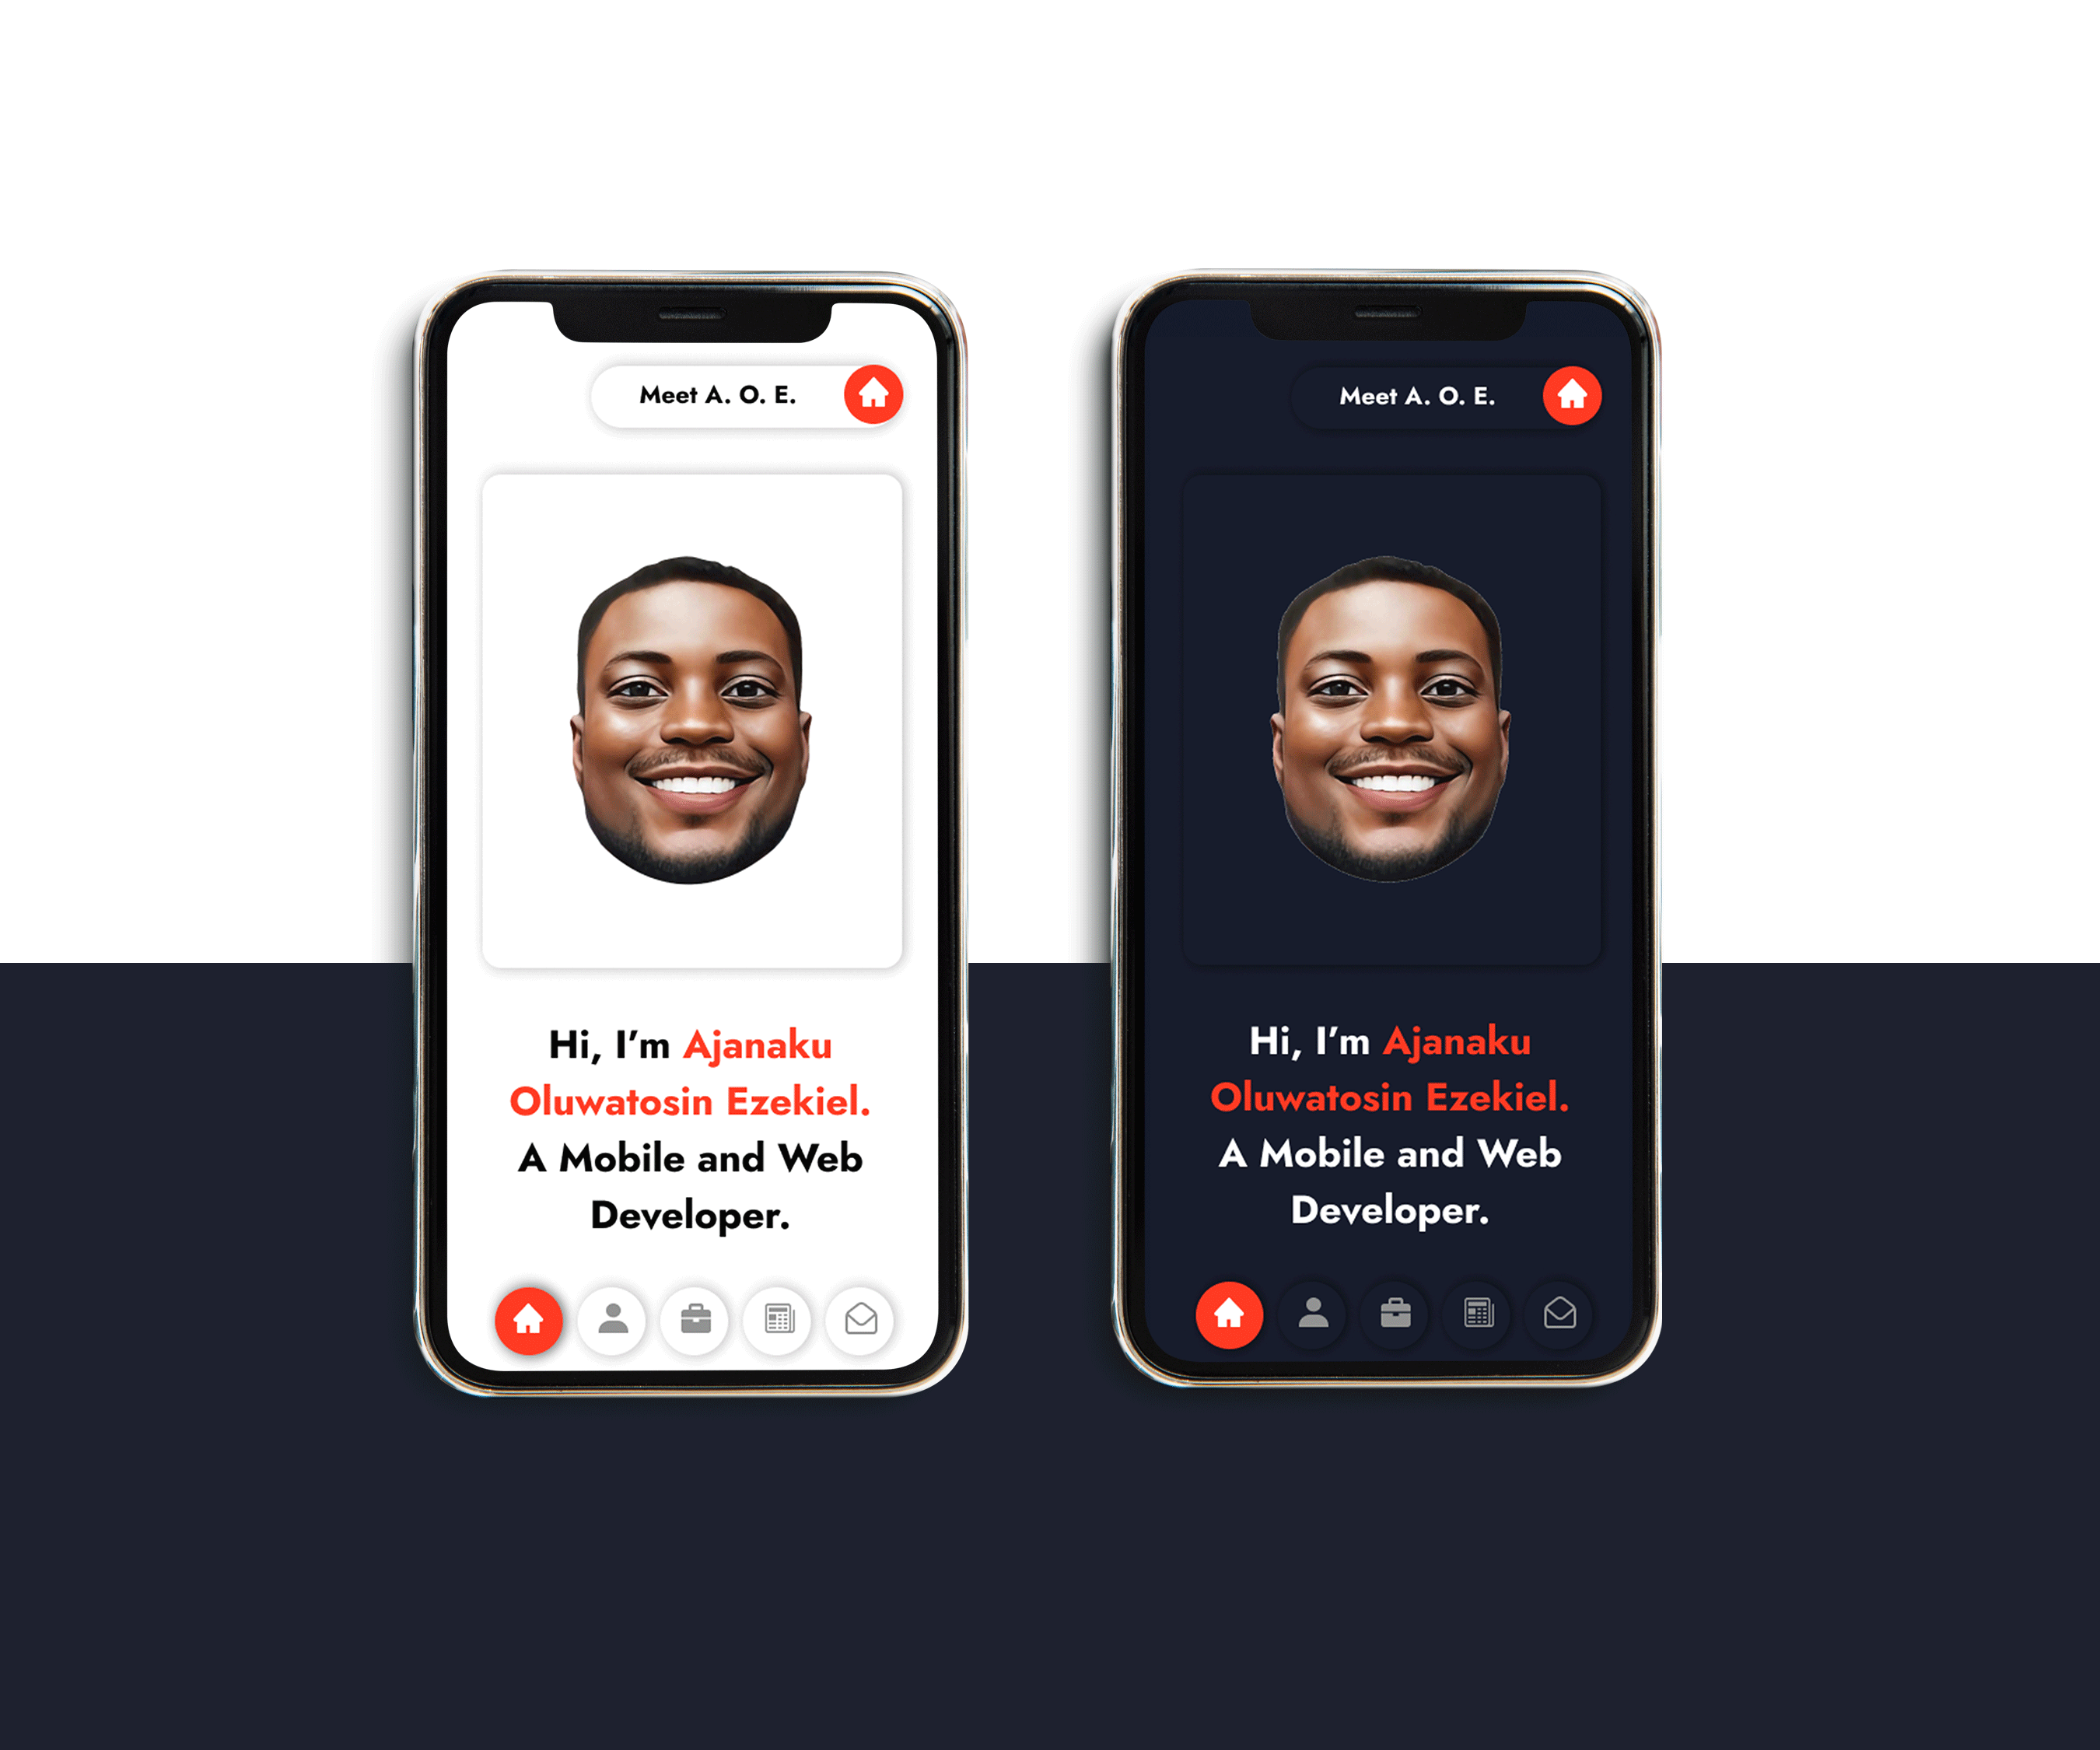 Meet A. O. E.
Hi, I’m Ajanaku
Oluwatosin Ezekiel.
A Mobile and Web
Developer.
Meet A. O. E.
Hi, I’m Ajanaku
Oluwatosin Ezekiel.
A Mobile and Web
Developer.